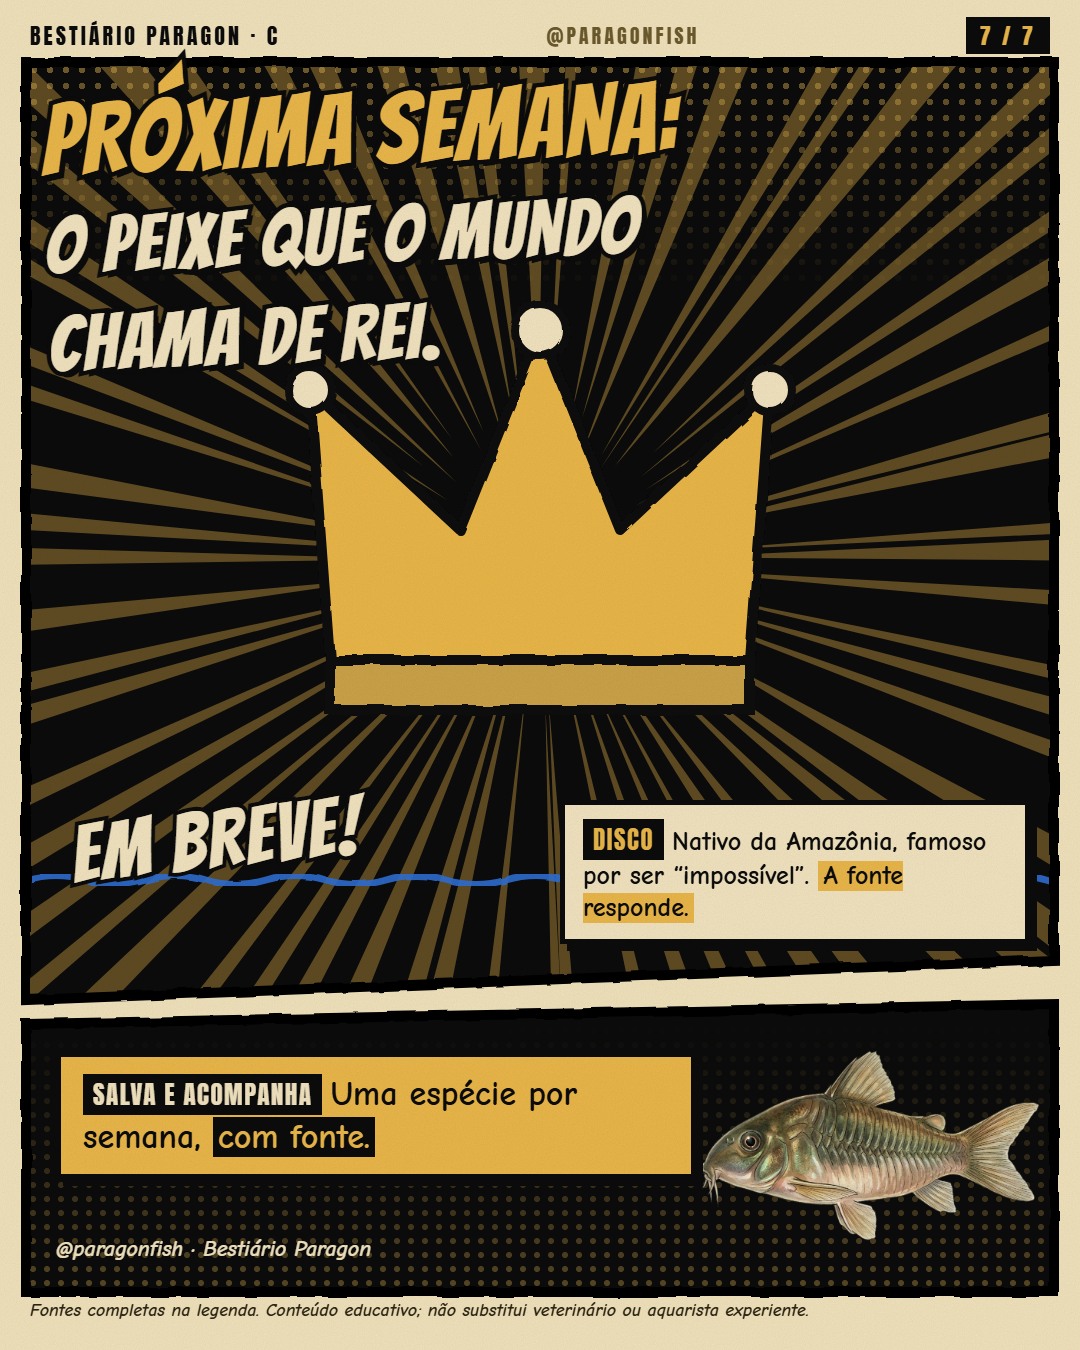 BESTIÁRIO PARAGON · C
@PARAGONFISH
7 / 7
PRÓXIMA SEMANA:
O PEIXE QUE O MUNDO
CHAMA DE REI.
EM BREVE!
DISCO Nativo da Amazônia, famoso
por ser “impossível”. A fonte
responde.
SALVA E ACOMPANHA Uma espécie por
semana, com fonte.
@paragonfish · Bestiário Paragon
Fontes completas na legenda. Conteúdo educativo; não substitui veterinário ou aquarista experiente.